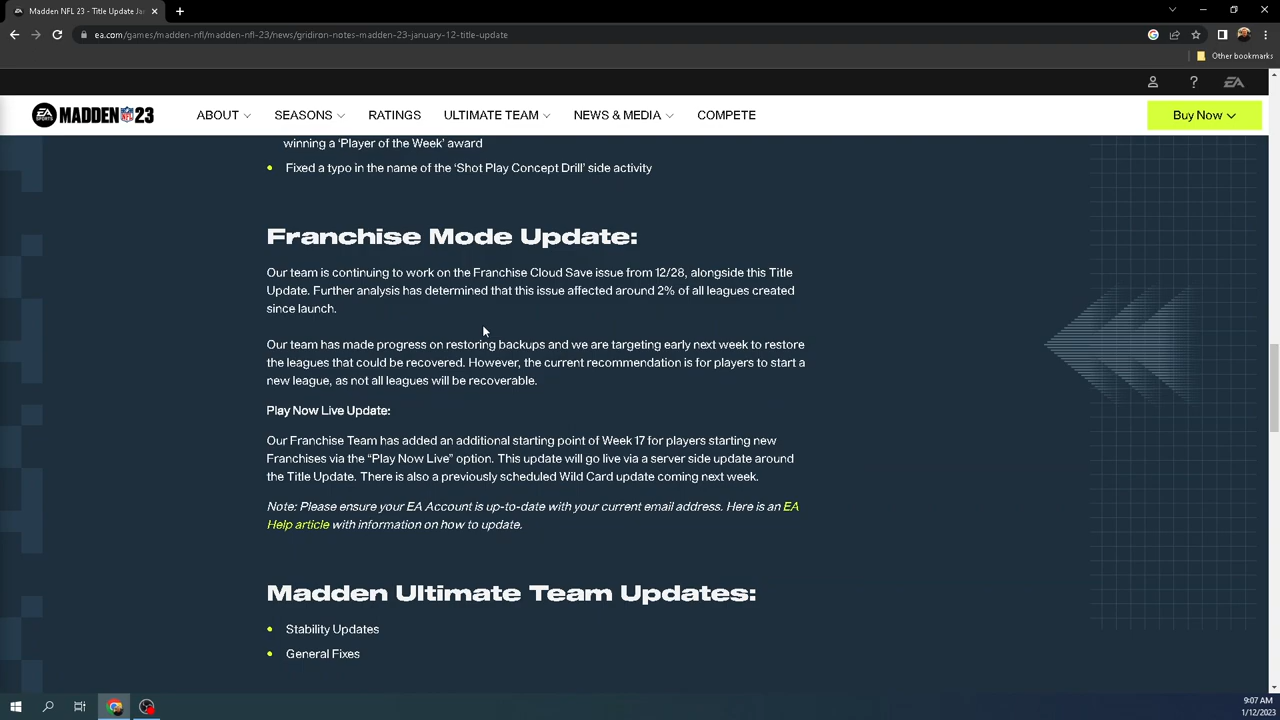 Madden NFL 23 - Title Update Ja
ea.com/games/madden-nfl/madden-nfl-23/news/gridiron-notes-madden-23-january-12-title-update
Other bookmarks
EA SPORTS MADDEN NFL 23
ABOUT
SEASONS
RATINGS
ULTIMATE TEAM
NEWS & MEDIA
COMPETE
Buy Now
winning a ‘Player of the Week’ award
Fixed a typo in the name of the ‘Shot Play Concept Drill’ side activity
Franchise Mode Update:
Our team is continuing to work on the Franchise Cloud Save issue from 12/28, alongside this Title
Update. Further analysis has determined that this issue affected around 2% of all leagues created
since launch.
Our team has made progress on restoring backups and we are targeting early next week to restore
the leagues that could be recovered. However, the current recommendation is for players to start a
new league, as not all leagues will be recoverable.
Play Now Live Update:
Our Franchise Team has added an additional starting point of Week 17 for players starting new
Franchises via the “Play Now Live” option. This update will go live via a server side update around
the Title Update. There is also a previously scheduled Wild Card update coming next week.
Note: Please ensure your EA Account is up-to-date with your current email address. Here is an EA
Help article with information on how to update.
Madden Ultimate Team Updates:
Stability Updates
General Fixes
9:07 AM
1/12/2023